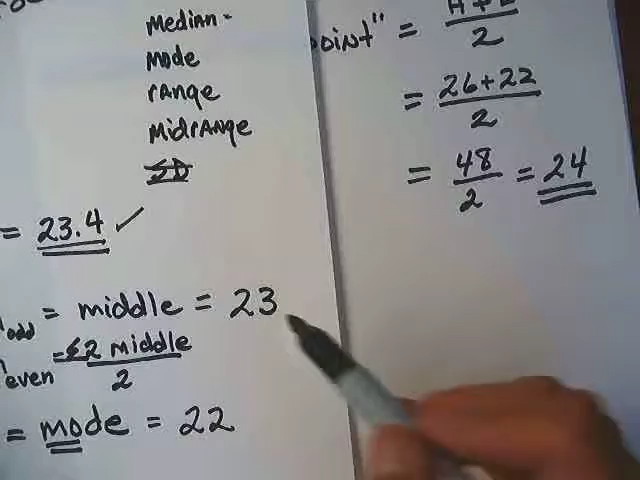 Median -
mode
range
Midrange
SD
= 23.4 ✓
odd = middle = 23
even = Σ2 middle
2
= mode = 22
point" =
2
= 26+22
2
= 48
2
= 24